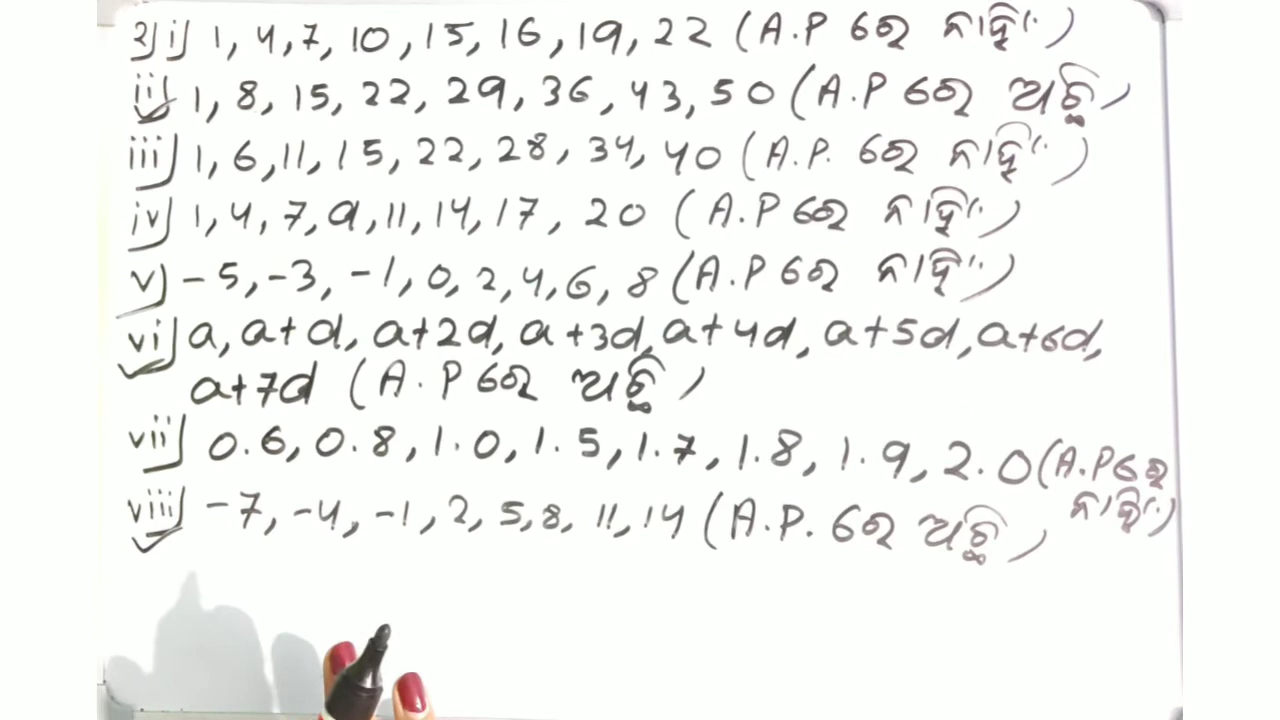 2) i) 1, 4, 7, 10, 15, 16, 19, 22 (A.P ରେ ନାହିଁ)
ii) 1, 8, 15, 22, 29, 36, 43, 50 (A.P ରେ ଅଛି)
iii) 1, 6, 11, 15, 22, 28, 34, 40 (A.P. ରେ ନାହିଁ)
iv) 1, 4, 7, 9, 11, 14, 17, 20 (A.P ରେ ନାହିଁ)
v) -5, -3, -1, 0, 2, 4, 6, 8 (A.P ରେ ନାହିଁ)
vi) a, a+d, a+2d, a+3d, a+4d, a+5d, a+6d,
a+7d (A.P ରେ ଅଛି)
vii) 0.6, 0.8, 1.0, 1.5, 1.7, 1.8, 1.9, 2.0 (A.P ରେ
ନାହିଁ)
viii) -7, -4, -1, 2, 5, 8, 11, 14 (A.P. ରେ ଅଛି)